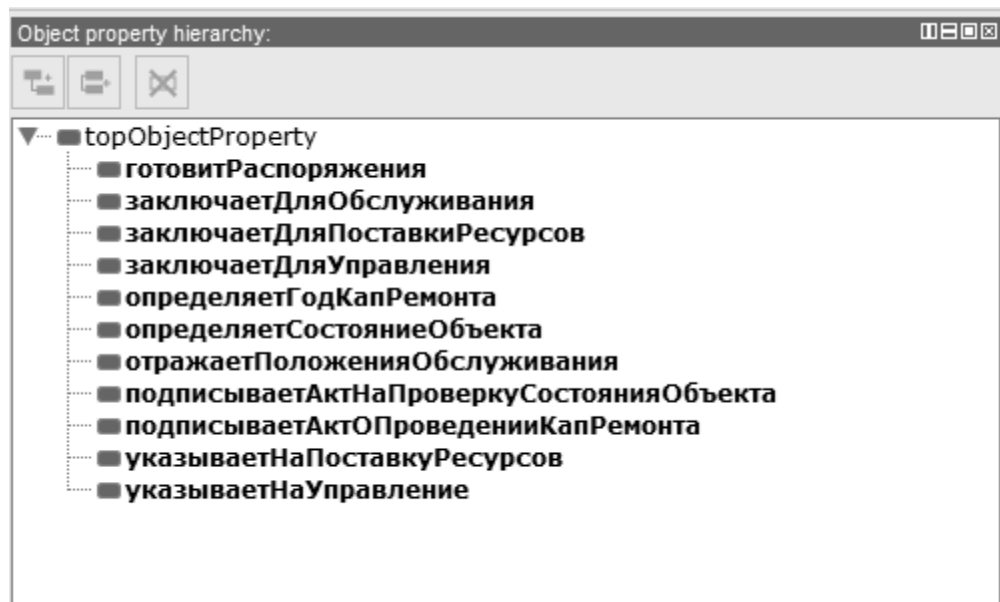 Object property hierarchy:
topObjectProperty
готовитРаспоряжения
заключаетДляОбслуживания
заключаетДляПоставкиРесурсов
заключаетДляУправления
определяетГодКапРемонта
определяетСостояниеОбъекта
отражаетПоложенияОбслуживания
подписываетАктНаПроверкуСостоянияОбъекта
подписываетАктОПроведенииКапРемонта
указываетНаПоставкуРесурсов
указываетНаУправление